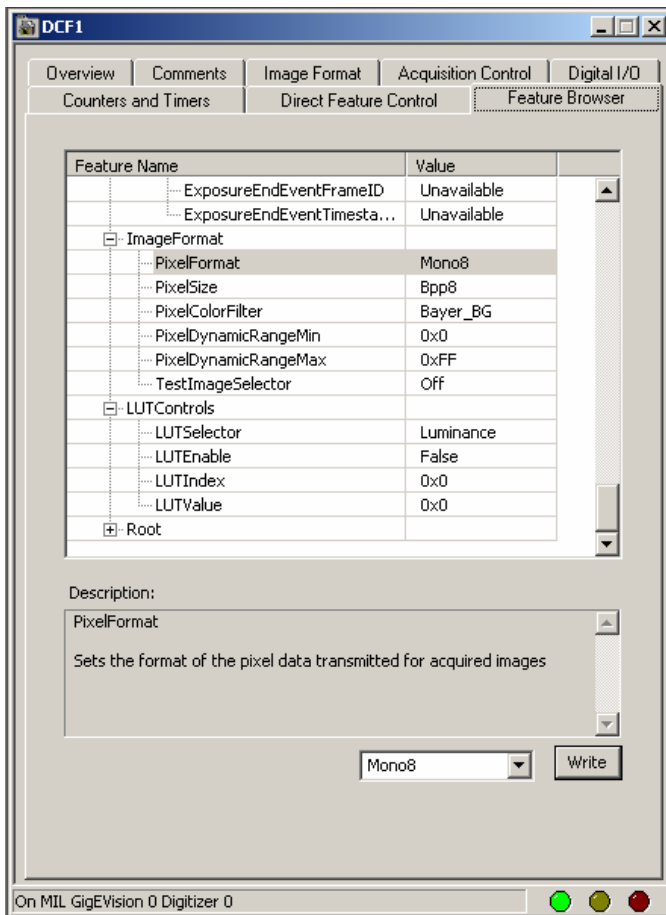 DCF1
Overview Comments Image Format Acquisition Control Digital I/O
Counters and Timers Direct Feature Control Feature Browser
Feature Name Value
ExposureEndEventFrameID Unavailable
ExposureEndEventTimesta... Unavailable
ImageFormat
PixelFormat Mono8
PixelSize Bpp8
PixelColorFilter Bayer_BG
PixelDynamicRangeMin 0x0
PixelDynamicRangeMax 0xFF
TestImageSelector Off
LUTControls
LUTSelector Luminance
LUTEnable False
LUTIndex 0x0
LUTValue 0x0
Root
Description:
PixelFormat
Sets the format of the pixel data transmitted for acquired images
Mono8 Write
On MIL GigEVision 0 Digitizer 0